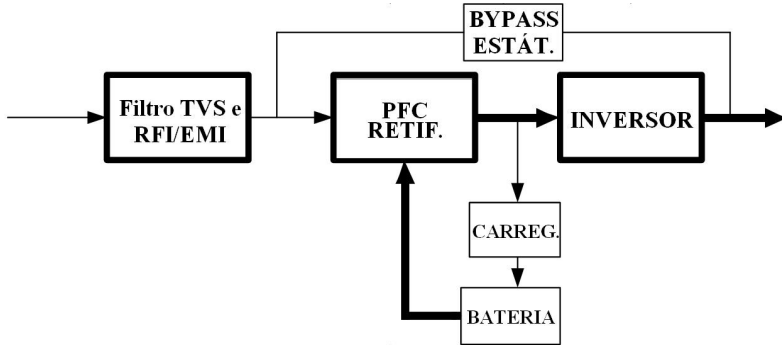 BYPASS
ESTÁT.
Filtro TVS e
RFI/EMI
PFC
RETIF.
INVERSOR
CARREG.
BATERIA